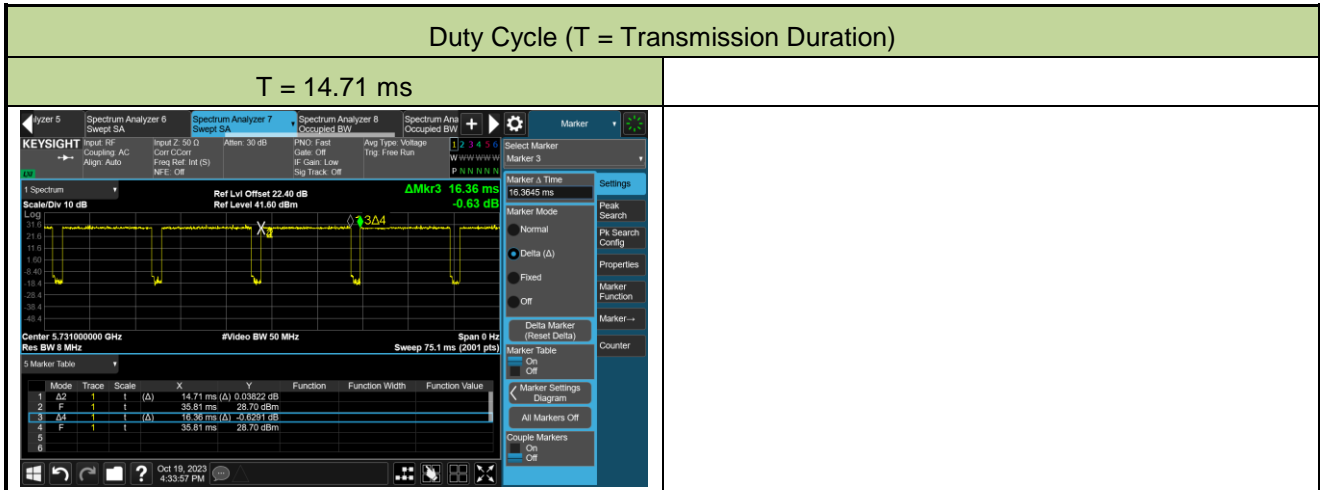 Duty Cycle (T = Transmission Duration)
T = 14.71 ms
lyzer 5
Spectrum Analyzer 6
Swept SA
Spectrum Analyzer 7
Swept SA
Spectrum Analyzer 8
Occupied BW
Spectrum Ana
Occupied BW
+
Marker
KEYSIGHT
Input: RF
Coupling: AC
Align: Auto
Input Z: 50 Ω
Corr CCorr
Freq Ref: Int (S)
NFE: Off
Atten: 30 dB
PNO: Fast
Gate: Off
IF Gain: Low
Sig Track: Off
Avg Type: Voltage
Trig: Free Run
1 2 3 4 5 6
W W W W W W
P N N N N N
Select Marker
Marker 3
1 Spectrum
Scale/Div 10 dB
Log
Ref Lvl Offset 22.40 dB
Ref Level 41.60 dBm
ΔMkr3 16.36 ms
-0.63 dB
31.6
21.6
11.6
1.60
-8.40
-18.4
-28.4
-38.4
-48.4
3Δ4
Center 5.731000000 GHz
Res BW 8 MHz
#Video BW 50 MHz
Span 0 Hz
Sweep 75.1 ms (2001 pts)
Marker Δ Time
16.3645 ms
Marker Mode
Normal
Delta (Δ)
Fixed
Off
Delta Marker
(Reset Delta)
Marker Table
On
Off
Marker Settings
Diagram
All Markers Off
Couple Markers
On
Off
Settings
Peak
Search
Pk Search
Config
Properties
Marker
Function
Marker→
Counter
5 Marker Table
Mode Trace Scale X Y Function Function Width Function Value
1 Δ2 1 t (Δ) 14.71 ms (Δ) 0.03822 dB
2 F 1 t 35.81 ms 28.70 dBm
3 Δ4 1 t (Δ) 16.36 ms (Δ) -0.6291 dB
4 F 1 t 35.81 ms 28.70 dBm
5
6
?
Oct 19, 2023
4:33:57 PM